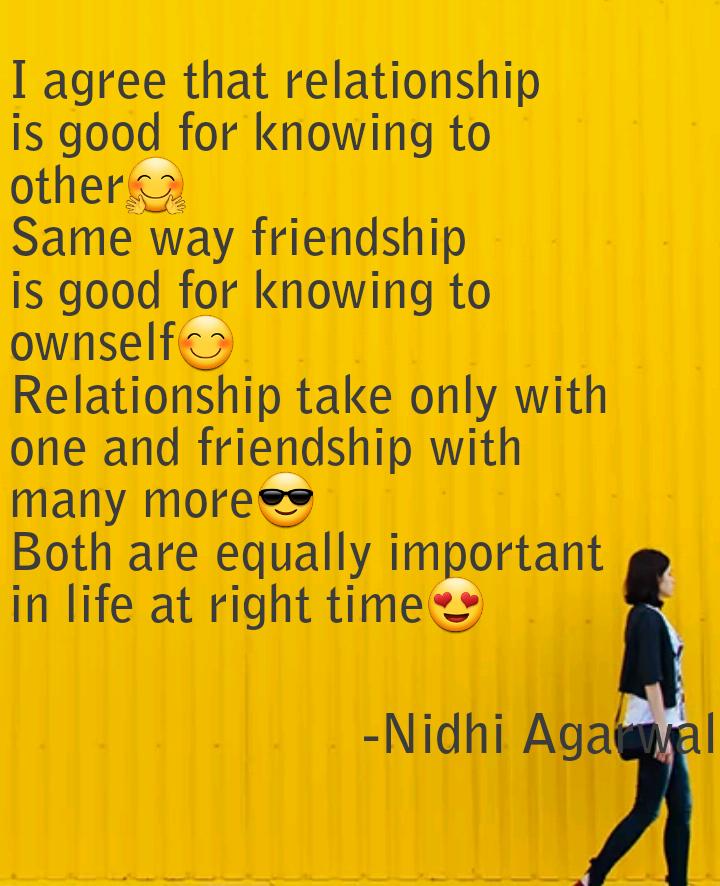 I agree that relationship
is good for knowing to
other🤗
Same way friendship
is good for knowing to
ownself😊
Relationship take only with
one and friendship with
many more😎
Both are equally important
in life at right time😍
-Nidhi Agarwal